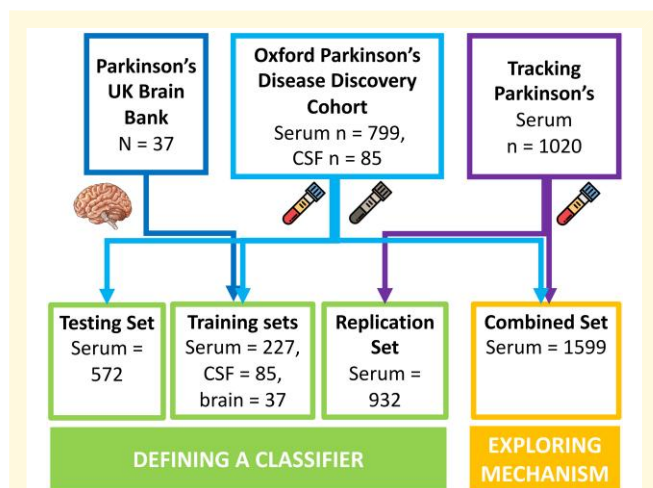 Parkinson's
UK Brain
Bank
N = 37
Oxford Parkinson's
Disease Discovery
Cohort
Serum n = 799,
CSF n = 85
Tracking
Parkinson's
Serum
n = 1020
Testing Set
Serum =
572
Training sets
Serum = 227,
CSF = 85,
brain = 37
Replication
Set
Serum =
932
Combined Set
Serum = 1599
DEFINING A CLASSIFIER
EXPLORING
MECHANISM